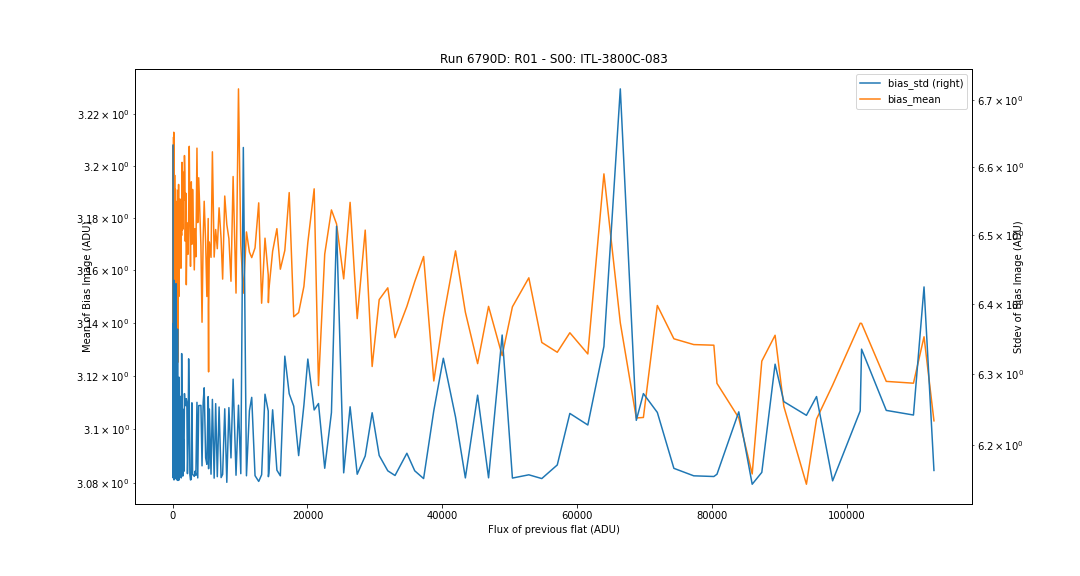 Run 6790D: R01 - S00: ITL-3800C-083
bias_std (right)
bias_mean
3.22 × 10⁰
3.2 × 10⁰
3.18 × 10⁰
3.16 × 10⁰
3.14 × 10⁰
3.12 × 10⁰
3.1 × 10⁰
3.08 × 10⁰
Mean of Bias Image (ADU)
6.7 × 10⁰
6.6 × 10⁰
6.5 × 10⁰
6.4 × 10⁰
6.3 × 10⁰
6.2 × 10⁰
Stdev of Bias Image (ADU)
0
20000
40000
60000
80000
100000
Flux of previous flat (ADU)